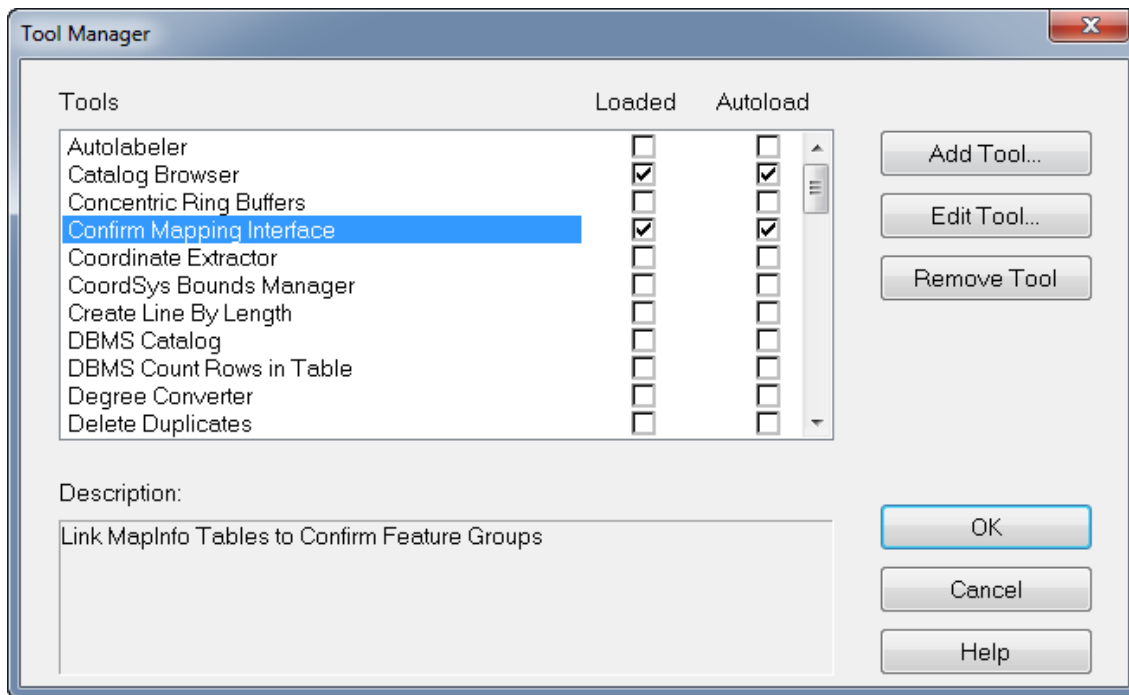 Tool Manager
Tools Loaded Autoload
Autolabeler
Catalog Browser
Concentric Ring Buffers
Confirm Mapping Interface
Coordinate Extractor
CoordSys Bounds Manager
Create Line By Length
DBMS Catalog
DBMS Count Rows in Table
Degree Converter
Delete Duplicates
Add Tool...
Edit Tool...
Remove Tool
Description:
Link MapInfo Tables to Confirm Feature Groups
OK
Cancel
Help